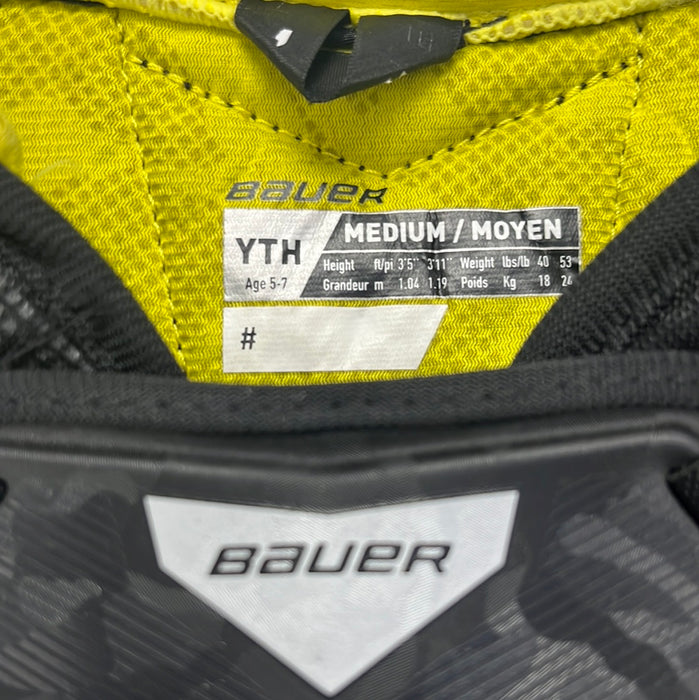 BAUER
YTH
Age 5-7
MEDIUM / MOYEN
Height ft/pi 3'5" 3'11" Weight lbs/lb 40 53
Grandeur m 1.04 1.19 Poids Kg 18 24
#
BAUER